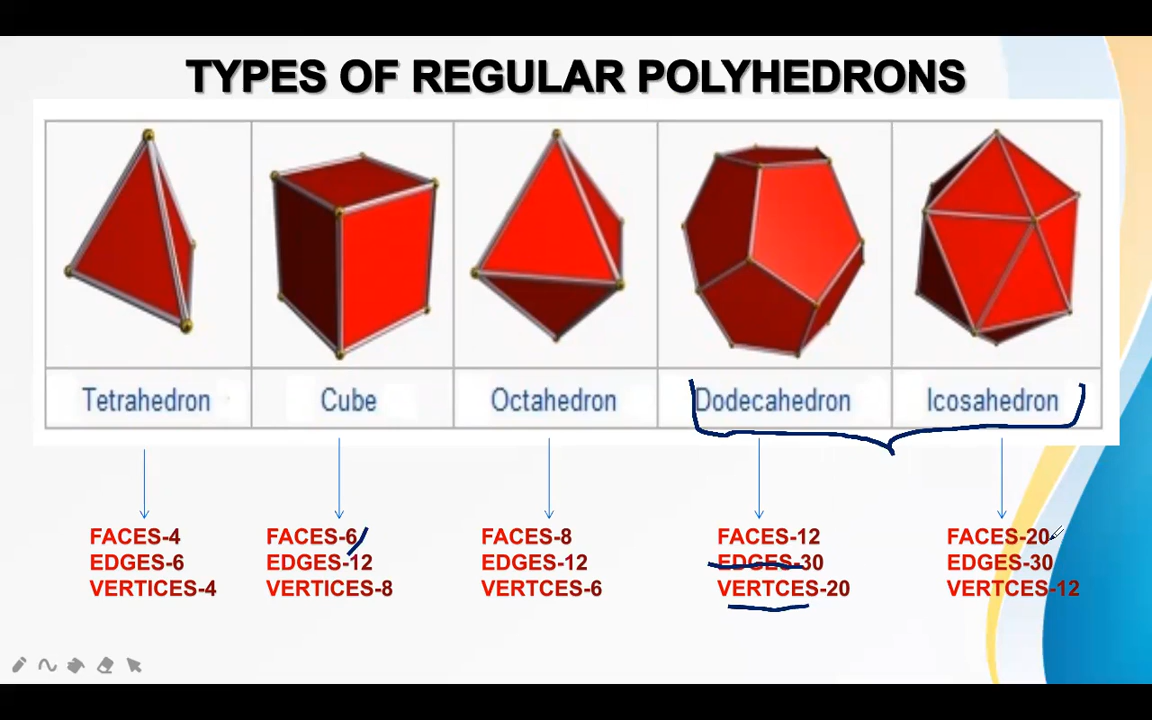 TYPES OF REGULAR POLYHEDRONS
Tetrahedron
Cube
Octahedron
Dodecahedron
Icosahedron
FACES-4
EDGES-6
VERTICES-4
FACES-6
EDGES-12
VERTICES-8
FACES-8
EDGES-12
VERTCES-6
FACES-12
EDGES-30
VERTCES-20
FACES-20
EDGES-30
VERTCES-12